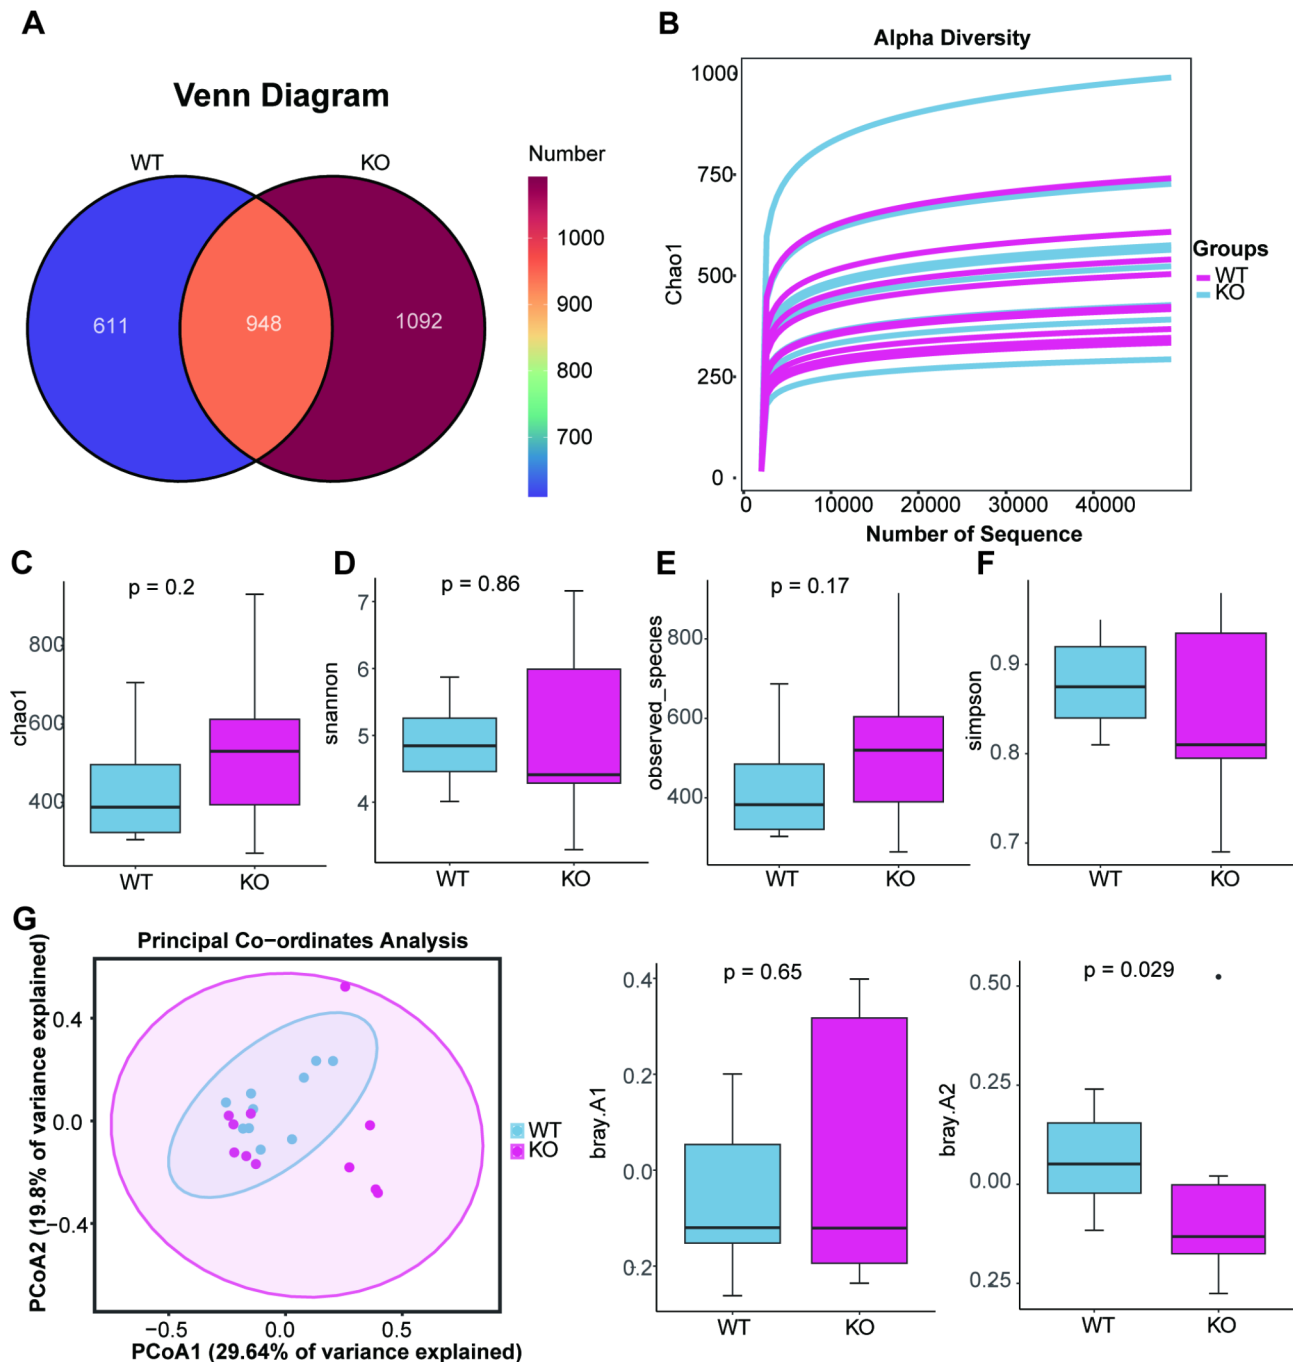 A
Venn Diagram
WT
KO
611
948
1092
Number
1000
900
800
700
B
Alpha Diversity
Chao1
1000
750
500
250
0
0
10000
20000
30000
40000
Number of Sequence
Groups
WT
KO
C
p = 0.2
chao1
800
600
400
WT
KO
D
p = 0.86
snannon
7
6
5
4
WT
KO
E
p = 0.17
observed_species
800
600
400
WT
KO
F
simpson
0.9
0.8
0.7
WT
KO
G
Principal Co-ordinates Analysis
PCoA2 (19.8% of variance explained)
0.4
0.0
−0.4
−0.5
0.0
0.5
PCoA1 (29.64% of variance explained)
WT
KO
p = 0.65
bray.A1
0.4
0.2
0.0
0.2
WT
KO
p = 0.029
bray.A2
0.50
0.25
0.00
0.25
WT
KO